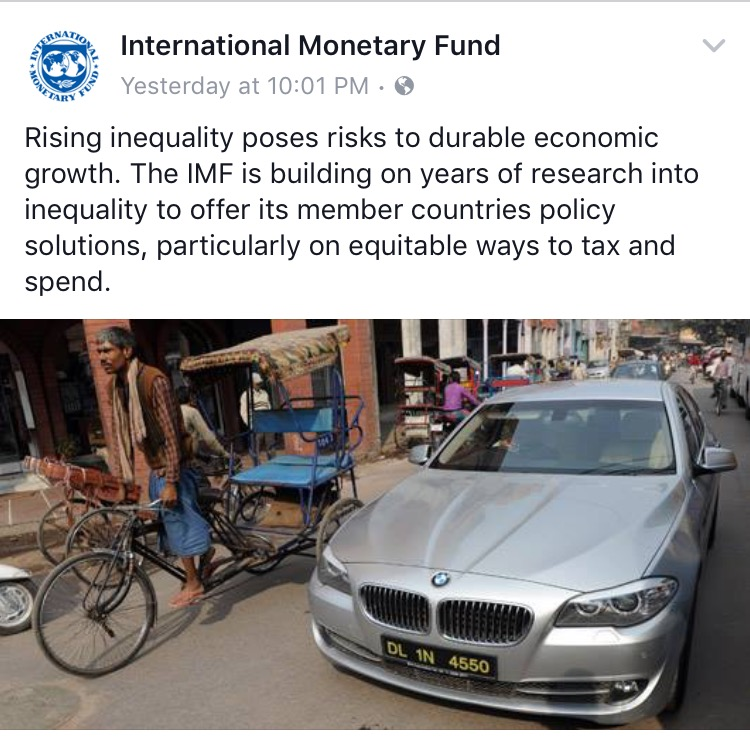 INTERNATIONAL MONETARY FUND
International Monetary Fund
Yesterday at 10:01 PM ·
Rising inequality poses risks to durable economic
growth. The IMF is building on years of research into
inequality to offer its member countries policy
solutions, particularly on equitable ways to tax and
spend.
DL 1N 4550